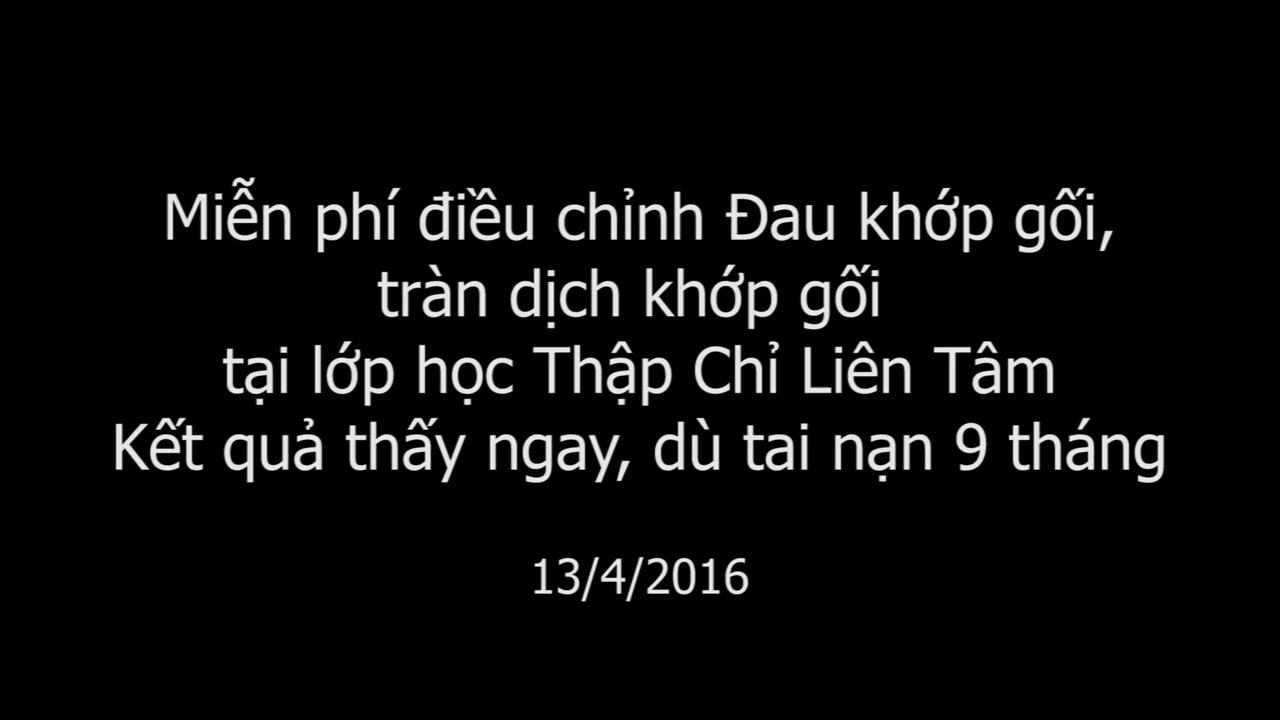 Miễn phí điều chỉnh Đau khớp gối,
tràn dịch khớp gối
tại lớp học Thập Chỉ Liên Tâm
Kết quả thấy ngay, dù tai nạn 9 tháng
13/4/2016